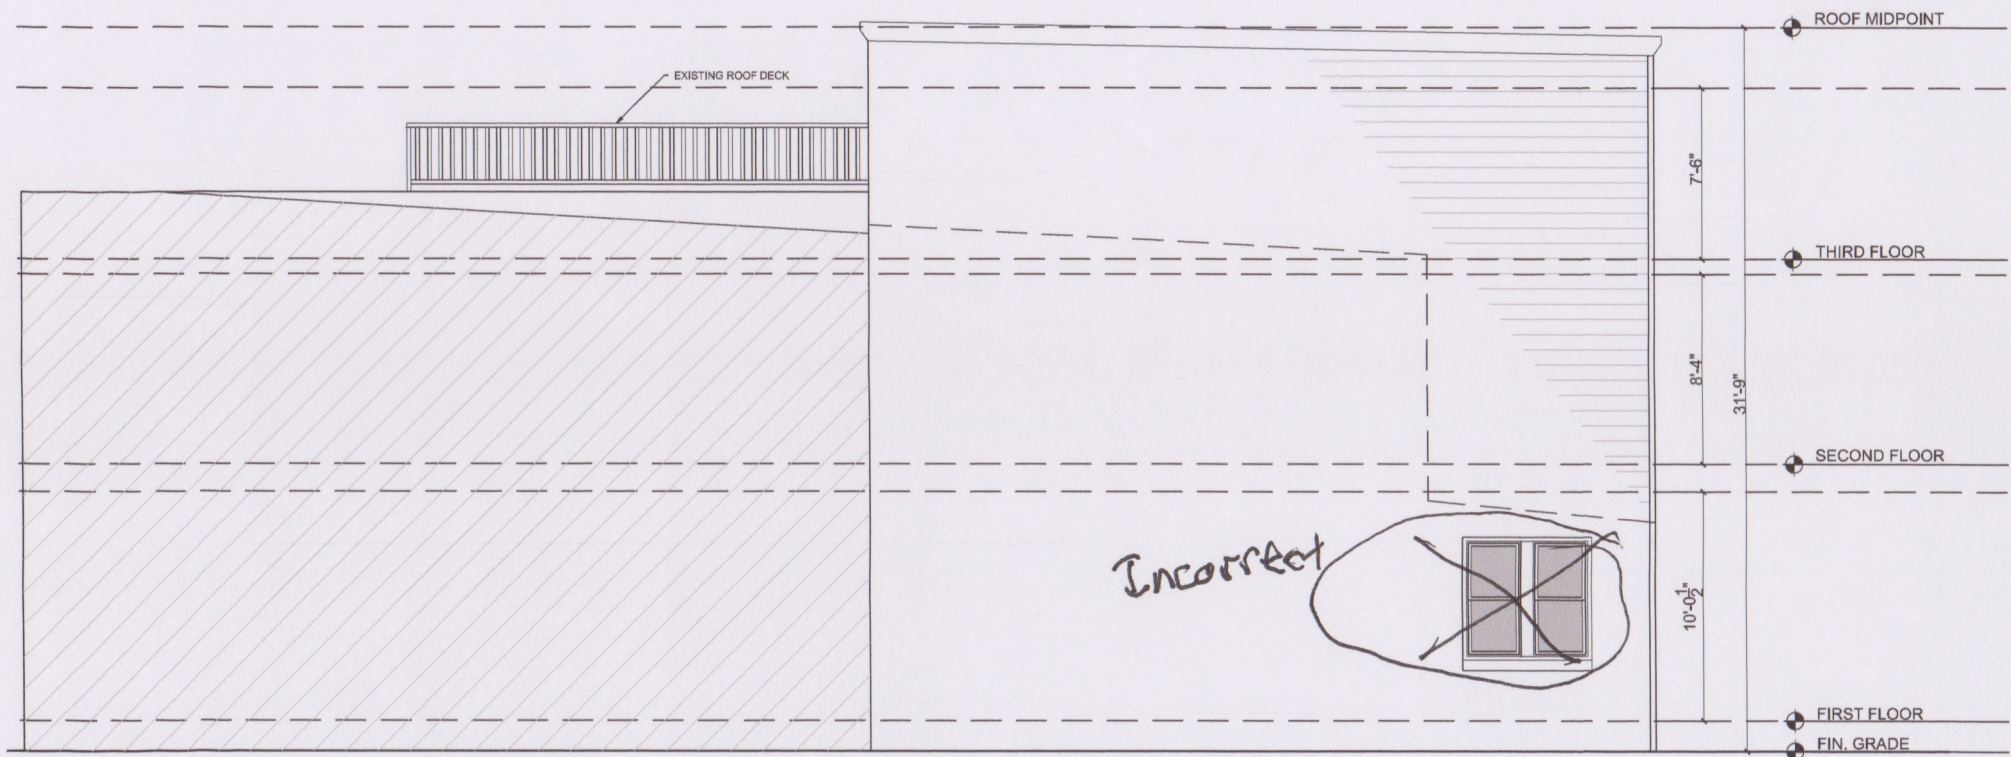 ROOF MIDPOINT
EXISTING ROOF DECK
7'-6"
THIRD FLOOR
8'-4"
31'-9"
SECOND FLOOR
Incorrect
10'-0½"
FIRST FLOOR
FIN. GRADE